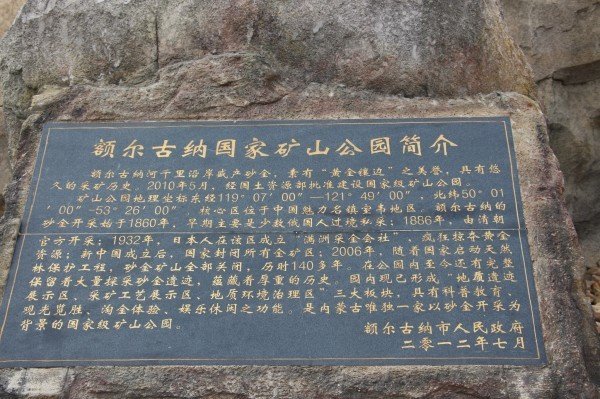 额尔古纳国家矿山公园简介
额尔古纳河千里沿岸盛产砂金，素有“黄金镶边”之美誉，具有悠
久的采矿历史。2010年5月，经国土资源部批准建设国家级矿山公园。
矿山公园地理坐标东经119°07′00″—121°49′00″，北纬50°01
′00″—53°26′00″。核心区位于中国魅力名镇室韦地区。额尔古纳的
砂金开采始于1860年，早期主要是少数俄国人过境私采；1886年，由清朝
官方开采；1932年，日本人在该区成立“满洲采金会社”，疯狂掠夺黄金
资源；新中国成立后，国家封闭所有金矿区；2006年，随着国家启动天然
林保护工程，砂金矿山全部关闭，历时140多年。在公园内至今还有完整
保留着大量探采砂金遗迹，蕴藏着厚重的历史。园内现已形成“地质遗迹
展示区、采矿工艺展示区、地质环境治理区”三大板块，具有科普教育、
观光览胜、淘金体验、娱乐休闲之功能。是内蒙古唯独一家以砂金开采为
背景的国家级矿山公园。
额尔古纳市人民政府
二零一二年七月